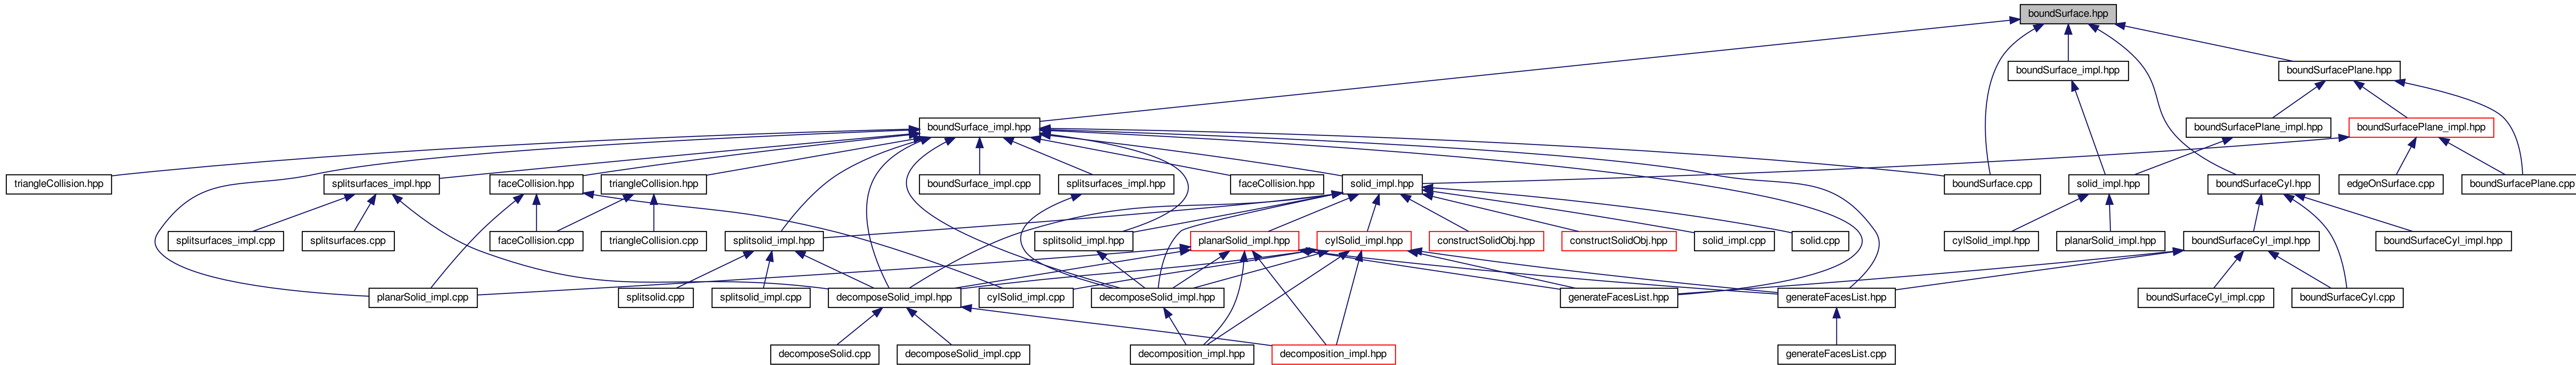 boundSurface.hpp
boundSurface_impl.hpp
boundSurfacePlane.hpp
boundSurface_impl.hpp
boundSurfacePlane_impl.hpp
boundSurfacePlane_impl.hpp
triangleCollision.hpp
splitsurfaces_impl.hpp
faceCollision.hpp
triangleCollision.hpp
boundSurface_impl.cpp
splitsurfaces_impl.hpp
faceCollision.hpp
solid_impl.hpp
boundSurface.cpp
solid_impl.hpp
boundSurfaceCyl.hpp
edgeOnSurface.cpp
boundSurfacePlane.cpp
splitsurfaces_impl.cpp
splitsurfaces.cpp
faceCollision.cpp
triangleCollision.cpp
splitsolid_impl.hpp
splitsolid_impl.hpp
planarSolid_impl.hpp
cylSolid_impl.hpp
constructSolidObj.hpp
constructSolidObj.hpp
solid_impl.cpp
solid.cpp
cylSolid_impl.hpp
planarSolid_impl.hpp
boundSurfaceCyl_impl.hpp
boundSurfaceCyl_impl.hpp
planarSolid_impl.cpp
splitsolid.cpp
splitsolid_impl.cpp
decomposeSolid_impl.hpp
cylSolid_impl.cpp
decomposeSolid_impl.hpp
generateFacesList.hpp
generateFacesList.hpp
boundSurfaceCyl_impl.cpp
boundSurfaceCyl.cpp
decomposeSolid.cpp
decomposeSolid_impl.cpp
decomposition_impl.hpp
decomposition_impl.hpp
generateFacesList.cpp